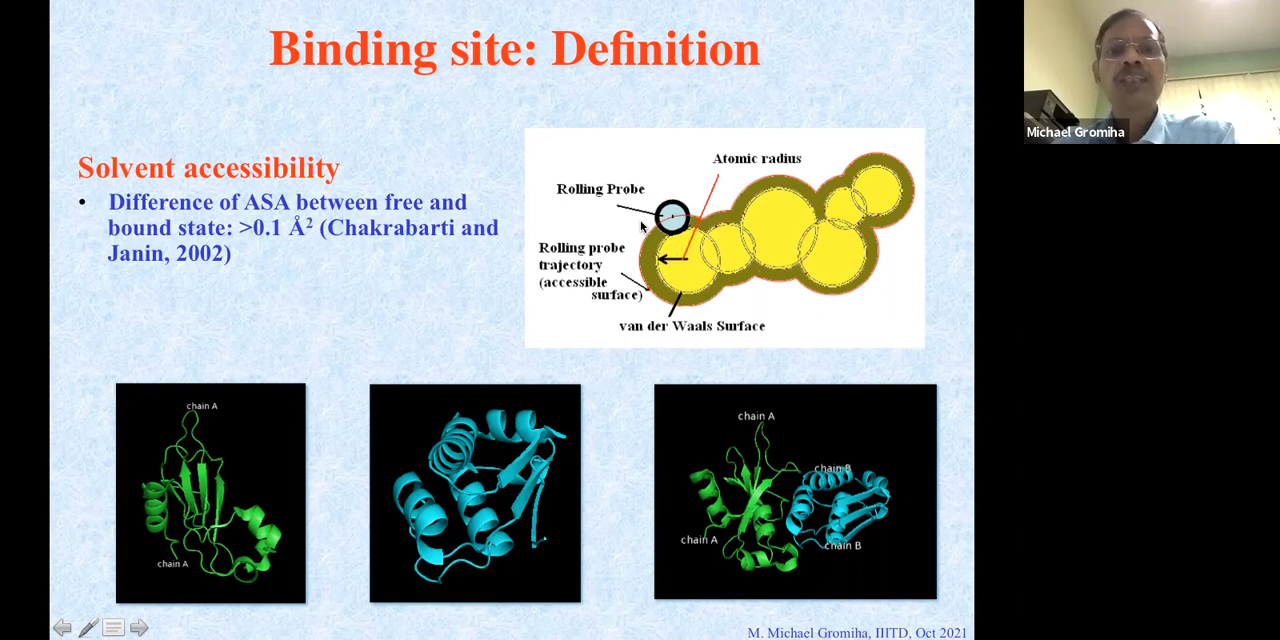 Binding site: Definition
Solvent accessibility
• Difference of ASA between free and
bound state: >0.1 Å² (Chakrabarti and
Janin, 2002)
Atomic radius
Rolling Probe
Rolling probe
trajectory
(accessible
surface)
van der Waals Surface
chain A
chain A
chain A
chain B
chain A
chain B
M. Michael Gromiha, IIITD, Oct 2021
Michael Gromiha